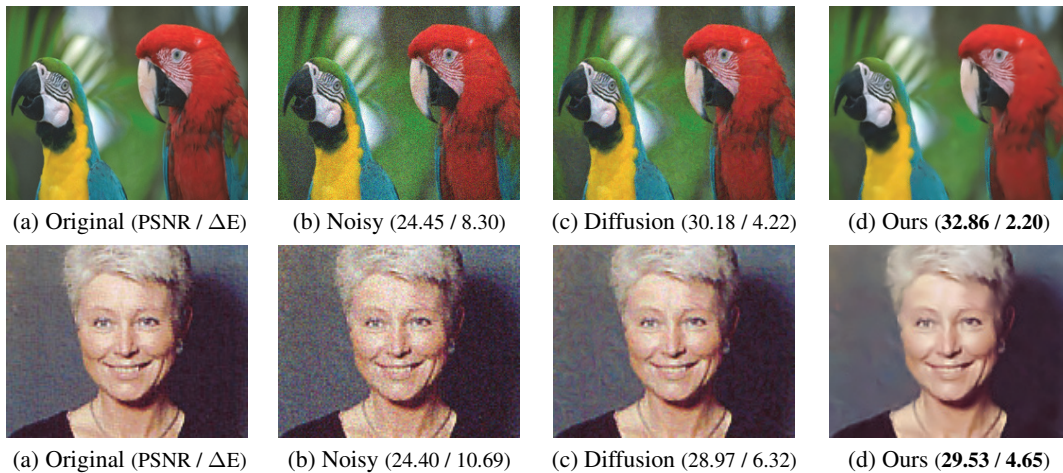 (a) Original (PSNR / ΔE) (b) Noisy (24.45 / 8.30) (c) Diffusion (30.18 / 4.22) (d) Ours (32.86 / 2.20)
(a) Original (PSNR / ΔE) (b) Noisy (24.40 / 10.69) (c) Diffusion (28.97 / 6.32) (d) Ours (29.53 / 4.65)